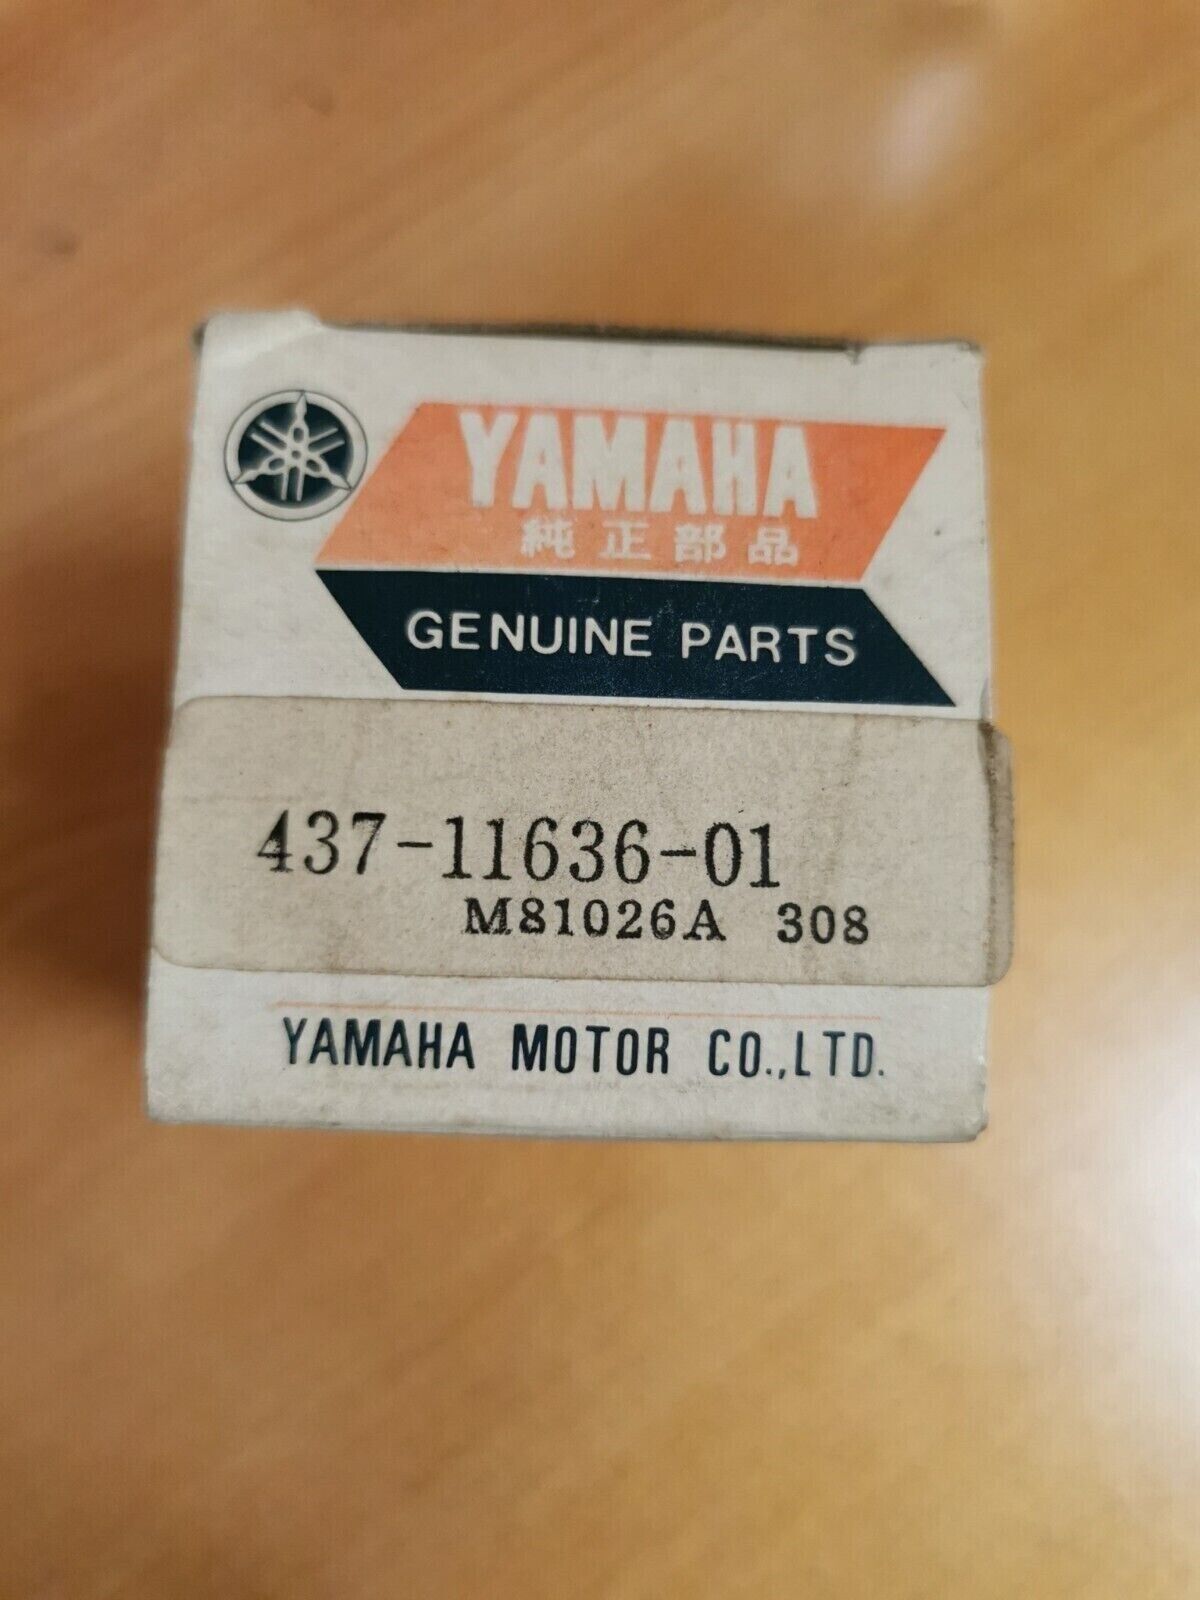 YAMAHA
純正部品
GENUINE PARTS
437-11636-01
M81026A 308
YAMAHA MOTOR CO.,LTD.